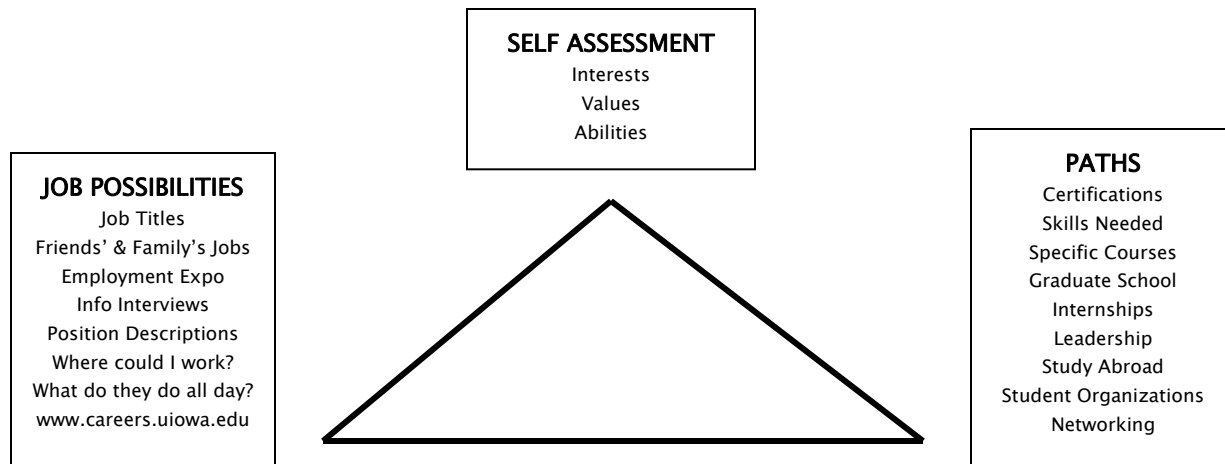 SELF ASSESSMENT
Interests
Values
Abilities
JOB POSSIBILITIES
Job Titles
Friends’ & Family’s Jobs
Employment Expo
Info Interviews
Position Descriptions
Where could I work?
What do they do all day?
www.careers.uiowa.edu
PATHS
Certifications
Skills Needed
Specific Courses
Graduate School
Internships
Leadership
Study Abroad
Student Organizations
Networking